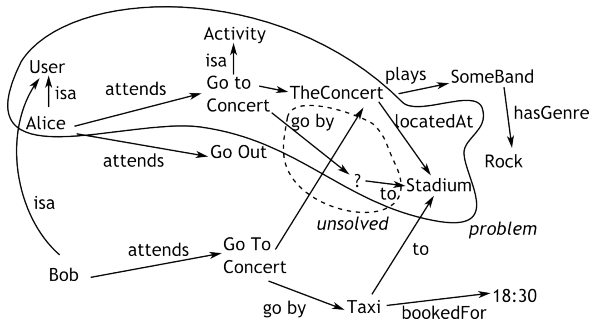 Activity
User
isa
plays
SomeBand
isa
attends
Go to
Concert
TheConcert
hasGenre
Alice
go by
locatedAt
attends
Go Out
Rock
?
to
Stadium
isa
unsolved
problem
attends
Go To
Concert
to
Bob
go by
Taxi
bookedFor
18:30